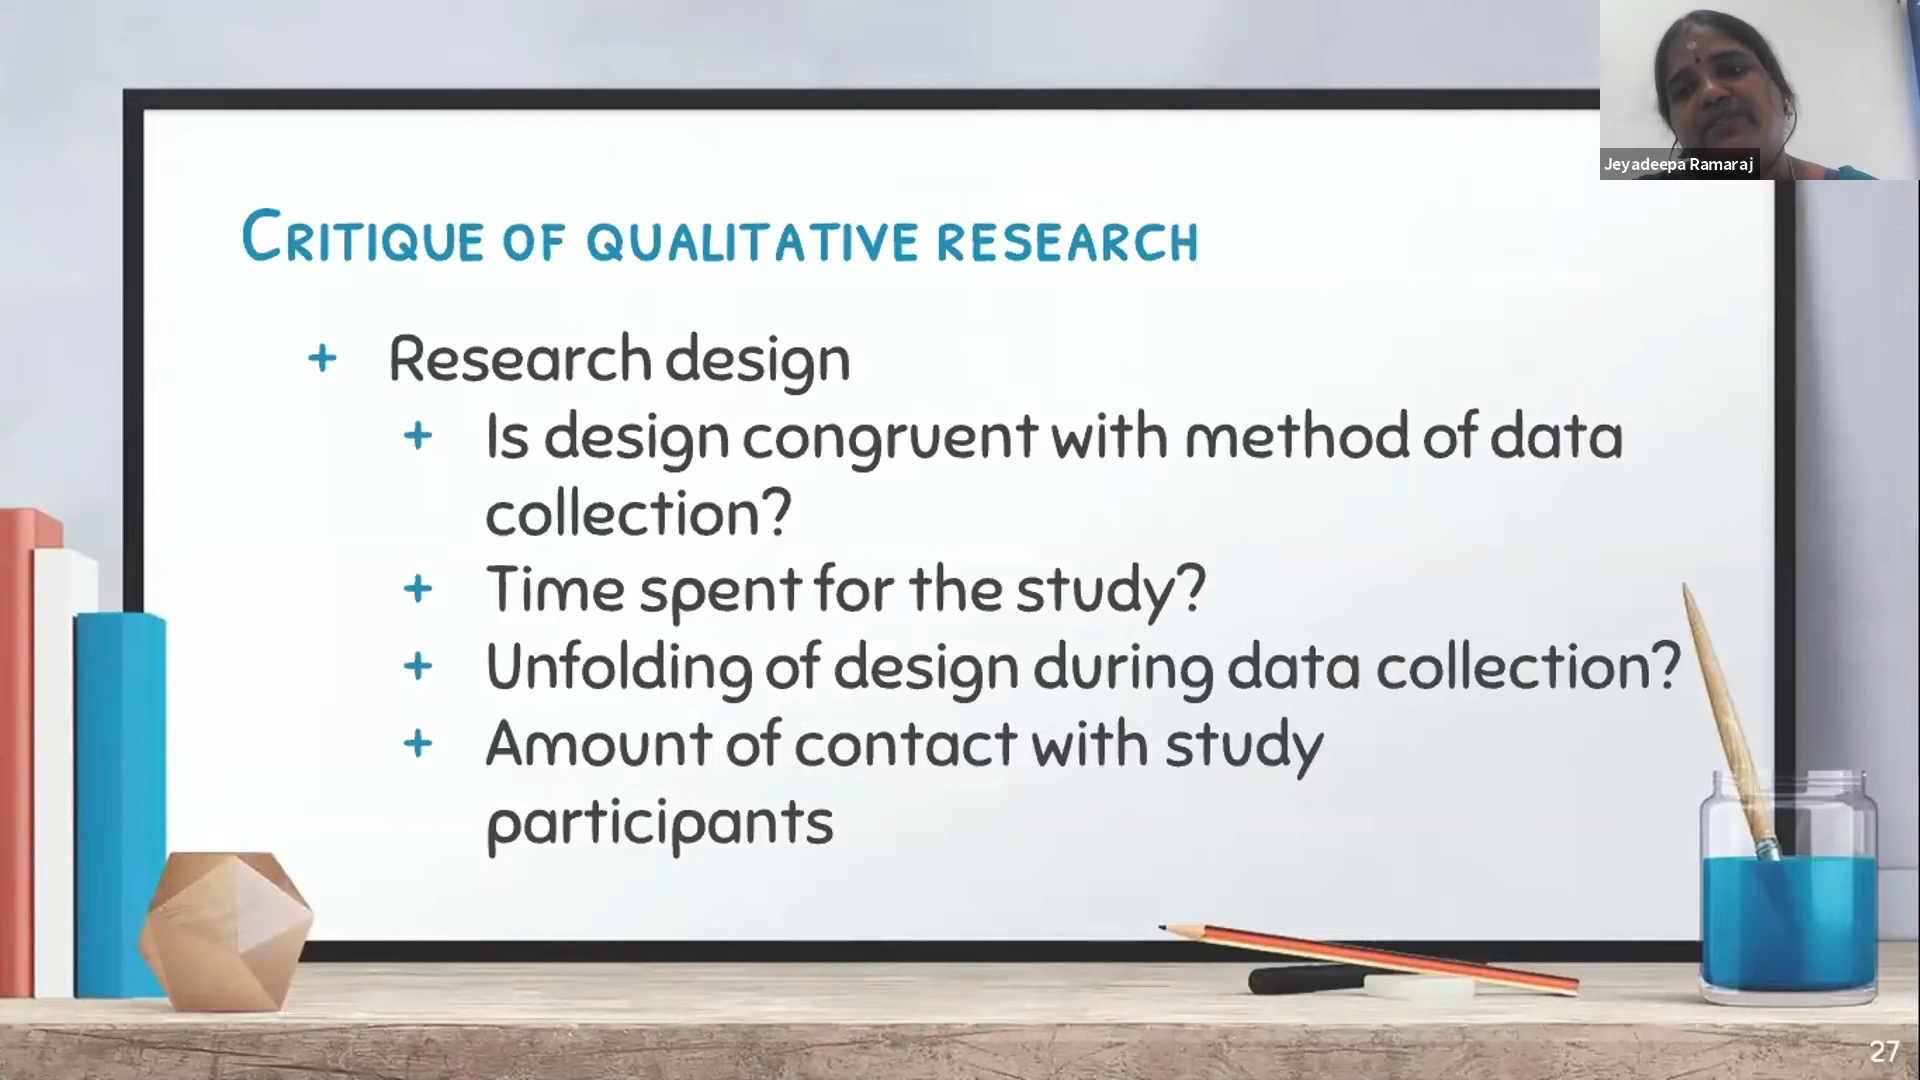 Jeyadeepa Ramaraj
Critique of qualitative research
+ Research design
+ Is design congruent with method of data
collection?
+ Time spent for the study?
+ Unfolding of design during data collection?
+ Amount of contact with study
participants
27